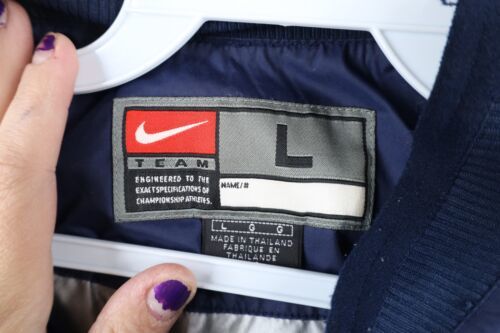 TEAM
ENGINEERED TO THE
EXACT SPECIFICATIONS OF
CHAMPIONSHIP ATHLETES.
L
NAME/#
L G G
MADE IN THAILAND
FABRIQUE EN
THAILANDE